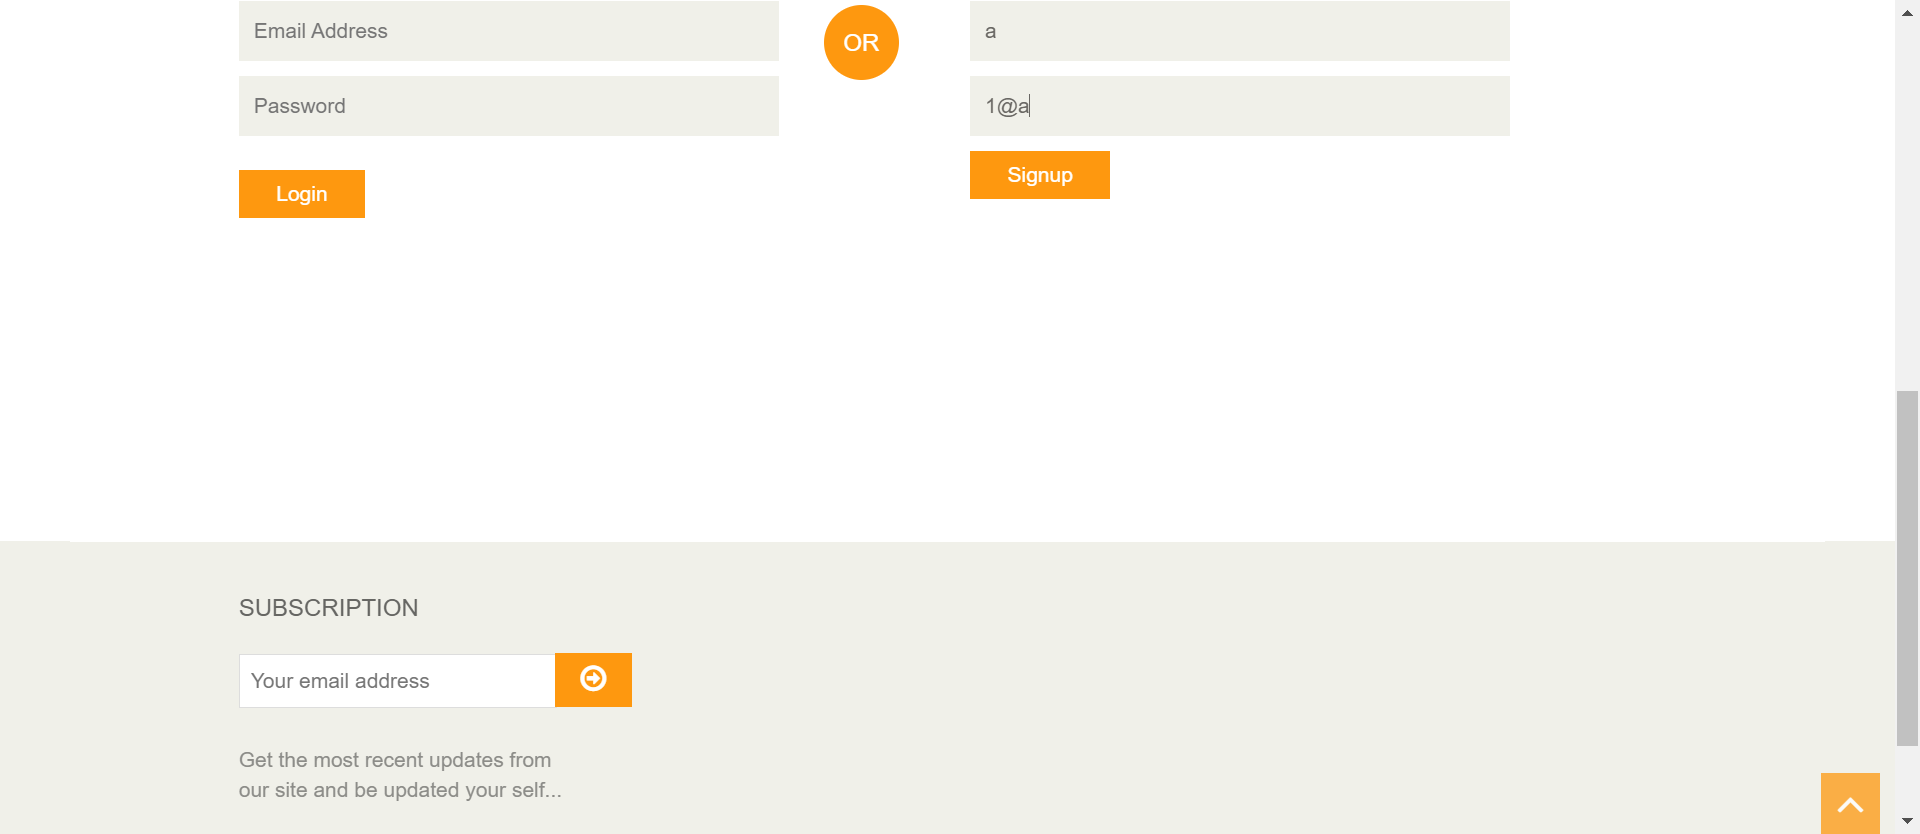 Email Address
Password
Login
OR
a
1@a
Signup
SUBSCRIPTION
Your email address
Get the most recent updates from
our site and be updated your self...